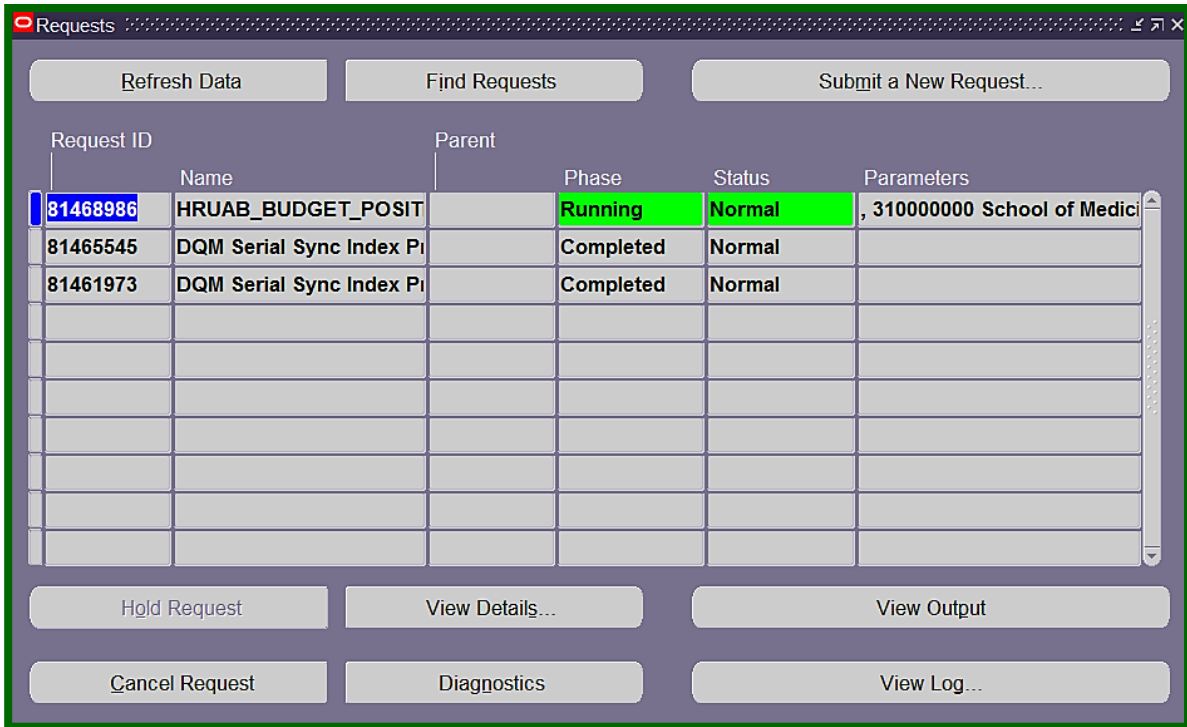 Requests
Refresh Data Find Requests Submit a New Request...
Request ID Parent
Name Phase Status Parameters
81468986 HRUAB_BUDGET_POSIT Running Normal , 310000000 School of Medici
81465545 DQM Serial Sync Index Completed Normal
81461973 DQM Serial Sync Index Completed Normal
Hold Request View Details... View Output
Cancel Request Diagnostics View Log...